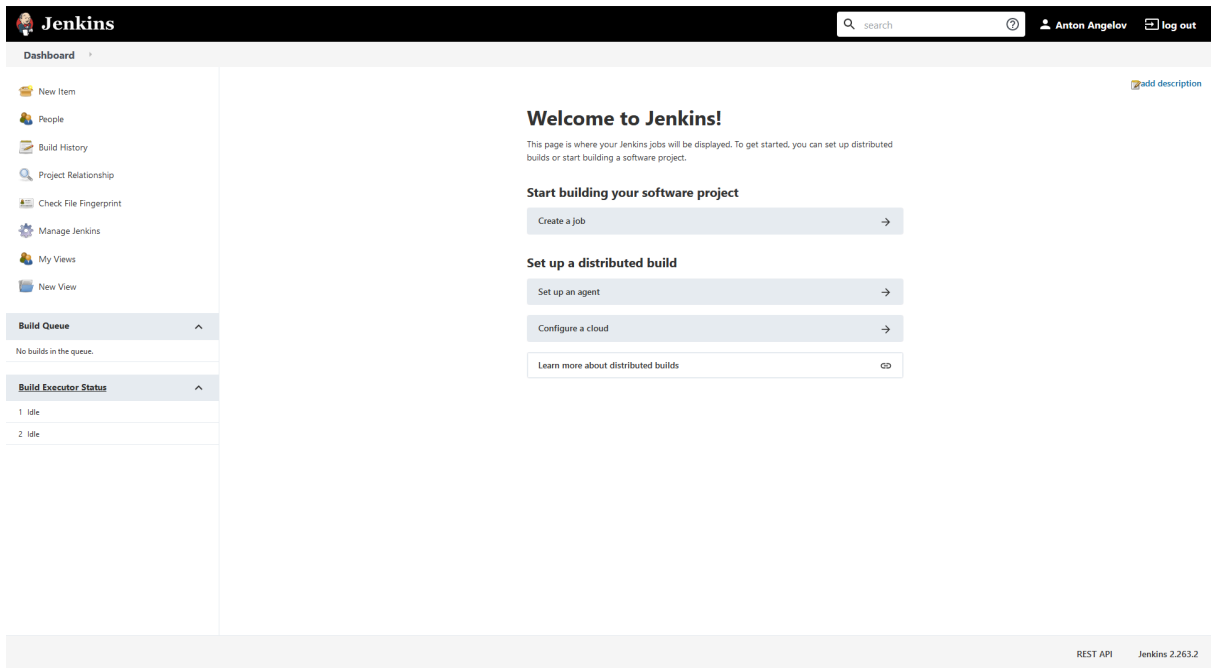 Jenkins
search
Anton Angelov
log out
Dashboard
add description
New Item
People
Build History
Project Relationship
Check File Fingerprint
Manage Jenkins
My Views
New View
Build Queue
No builds in the queue.
Build Executor Status
1 Idle
2 Idle
Welcome to Jenkins!
This page is where your Jenkins jobs will be displayed. To get started, you can set up distributed
builds or start building a software project.
Start building your software project
Create a job
Set up a distributed build
Set up an agent
Configure a cloud
Learn more about distributed builds
REST API
Jenkins 2.263.2